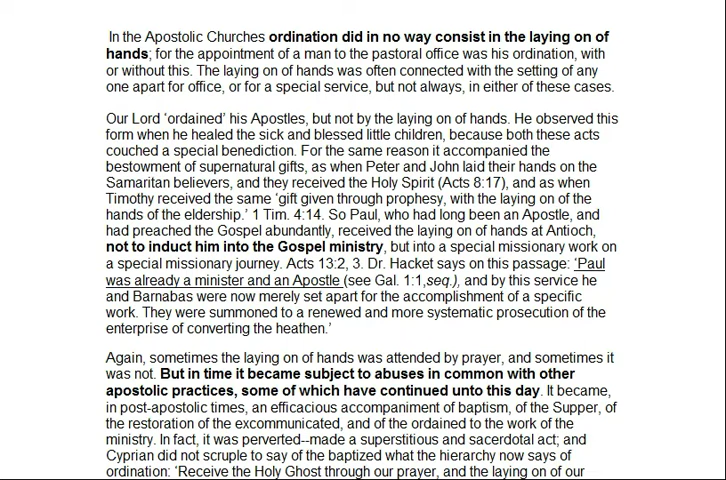 In the Apostolic Churches ordination did in no way consist in the laying on of
hands; for the appointment of a man to the pastoral office was his ordination, with
or without this. The laying on of hands was often connected with the setting of any
one apart for office, or for a special service, but not always, in either of these cases.
Our Lord 'ordained' his Apostles, but not by the laying on of hands. He observed this
form when he healed the sick and blessed little children, because both these acts
couched a special benediction. For the same reason it accompanied the
bestowment of supernatural gifts, as when Peter and John laid their hands on the
Samaritan believers, and they received the Holy Spirit (Acts 8:17), and as when
Timothy received the same 'gift given through prophesy, with the laying on of the
hands of the eldership.' 1 Tim. 4:14. So Paul, who had long been an Apostle, and
had preached the Gospel abundantly, received the laying on of hands at Antioch,
not to induct him into the Gospel ministry, but into a special missionary work on
a special missionary journey. Acts 13:2, 3. Dr. Hacket says on this passage: 'Paul
was already a minister and an Apostle (see Gal. 1:1,seq.), and by this service he
and Barnabas were now merely set apart for the accomplishment of a specific
work. They were summoned to a renewed and more systematic prosecution of the
enterprise of converting the heathen.'
Again, sometimes the laying on of hands was attended by prayer, and sometimes it
was not. But in time it became subject to abuses in common with other
apostolic practices, some of which have continued unto this day. It became,
in post-apostolic times, an efficacious accompaniment of baptism, of the Supper, of
the restoration of the excommunicated, and of the ordained to the work of the
ministry. In fact, it was perverted--made a superstitious and sacerdotal act; and
Cyprian did not scruple to say of the baptized what the hierarchy now says of
ordination: 'Receive the Holy Ghost through our prayer, and the laying on of our